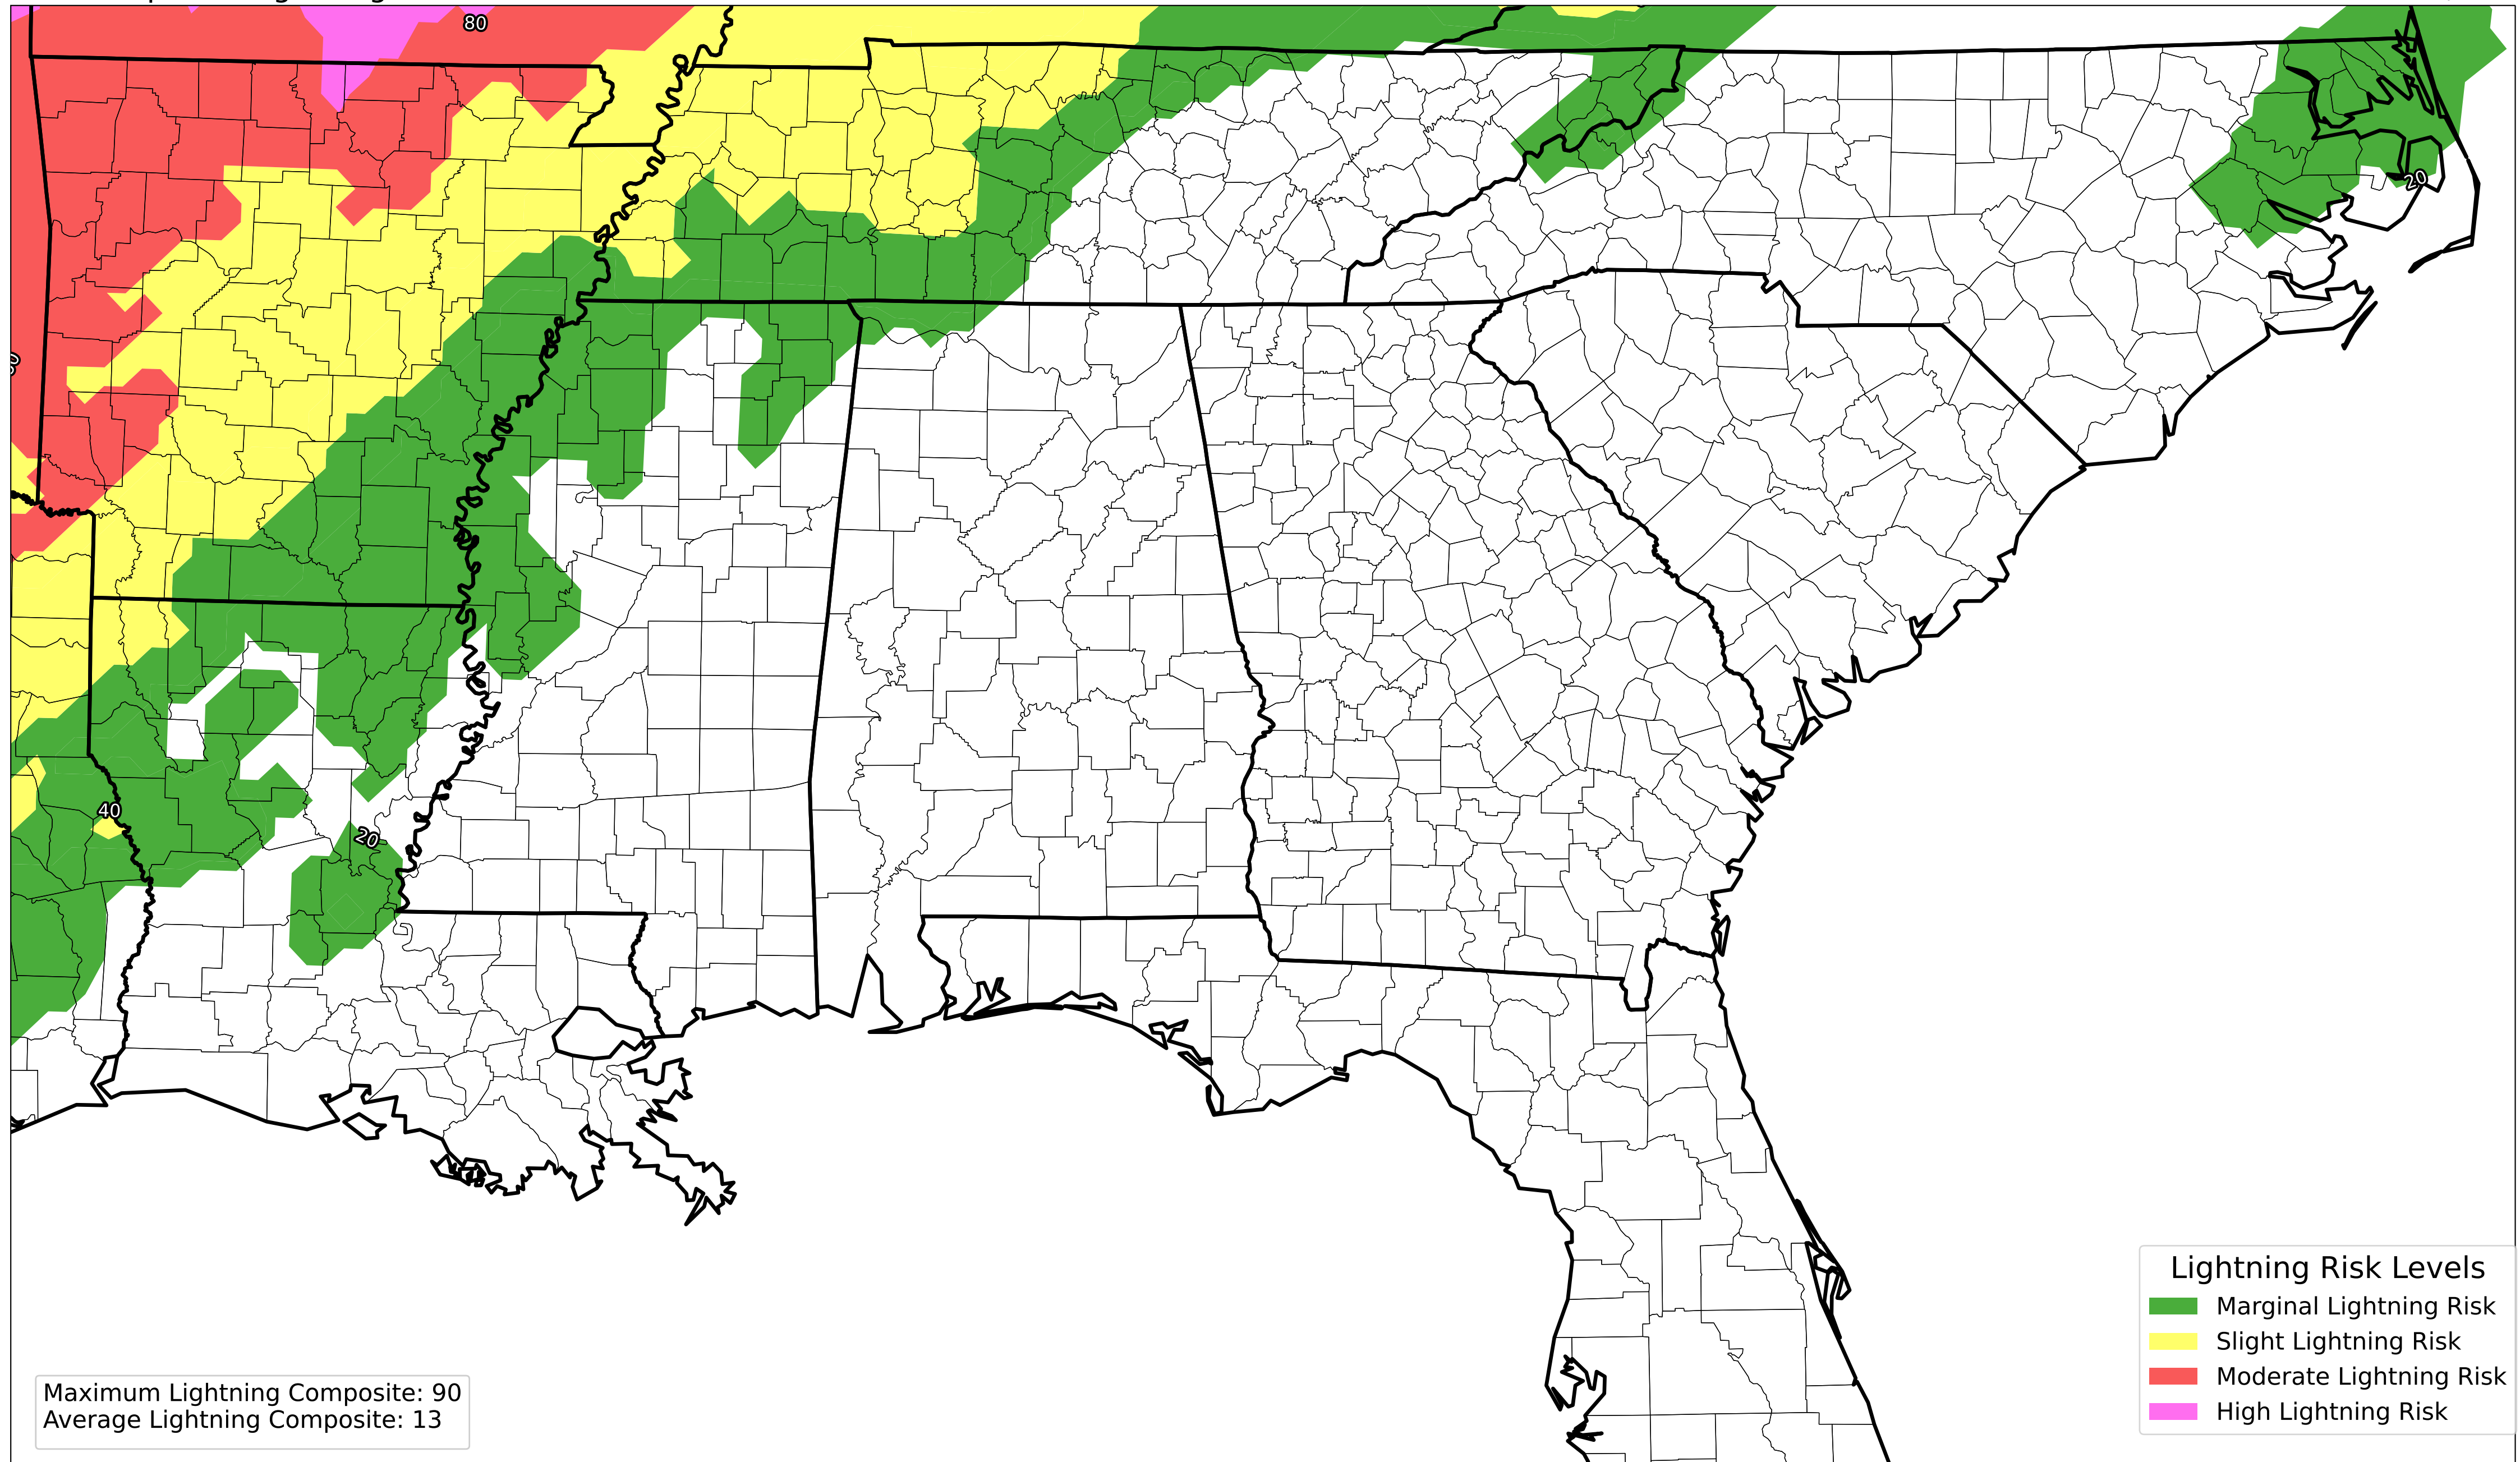 80
20
40
20
Lightning Risk Levels
Marginal Lightning Risk
Slight Lightning Risk
Moderate Lightning Risk
High Lightning Risk
Maximum Lightning Composite: 90
Average Lightning Composite: 13